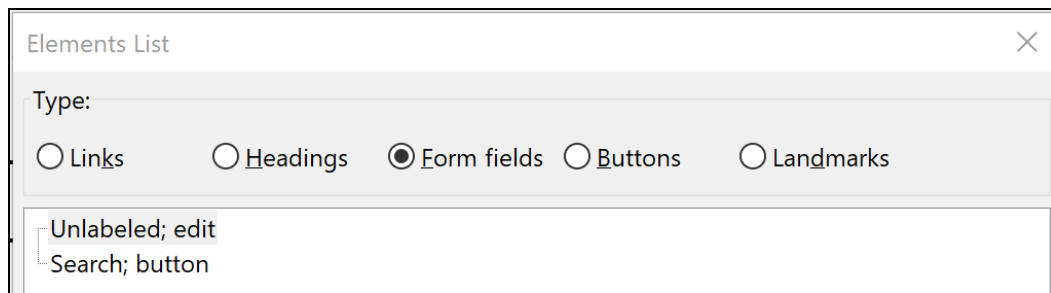 Elements List
Type:
Links Headings Form fields Buttons Landmarks
Unlabeled; edit
Search; button